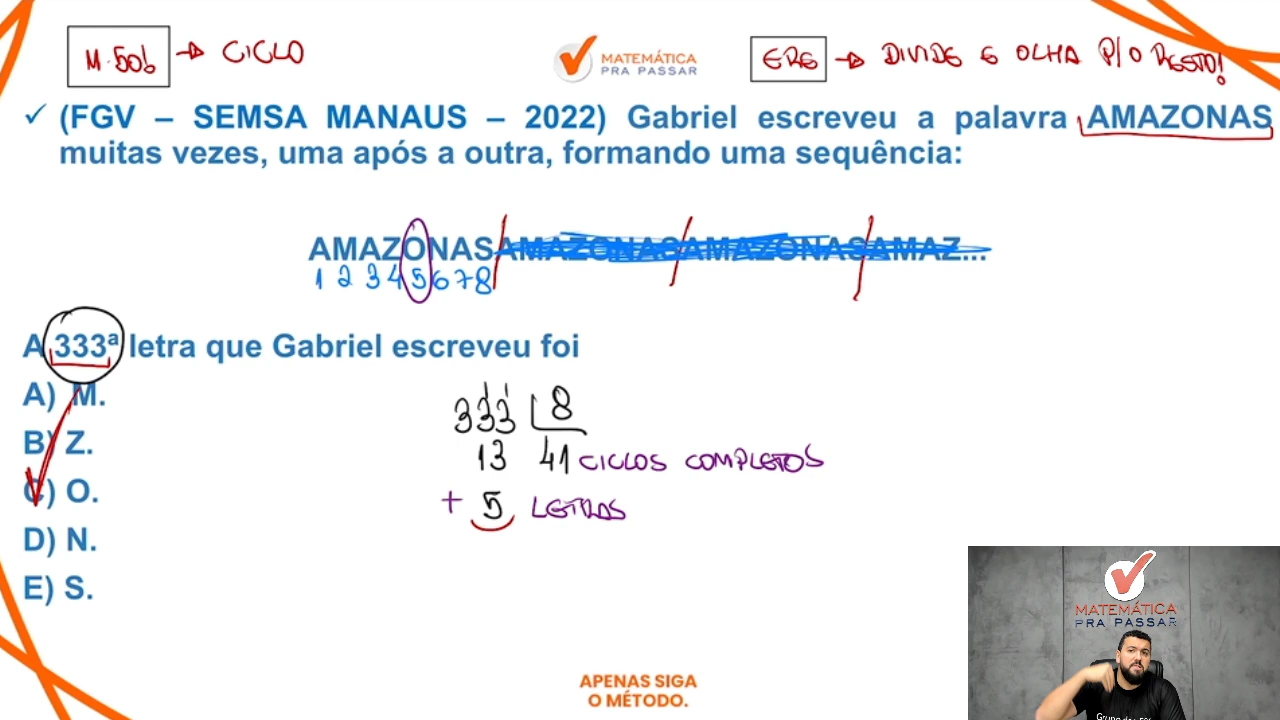 M.50% → CICLO
MATEMÁTICA
PRA PASSAR
ERE → DIVIDE E OLHA P/O RESTO!
✓ (FGV – SEMSA MANAUS – 2022) Gabriel escreveu a palavra AMAZONAS
muitas vezes, uma após a outra, formando uma sequência:
AMAZONASAMAZONASAMAZONASAMAZ...
1 2 3 4 5 6 7 8
A 333ª letra que Gabriel escreveu foi
A) M.
B) Z.
C) O.
D) N.
E) S.
333 8
13 41 CICLOS COMPLETOS
+ 5 LETRAS
MATEMÁTICA
PRA PASSAR
APENAS SIGA
O MÉTODO.